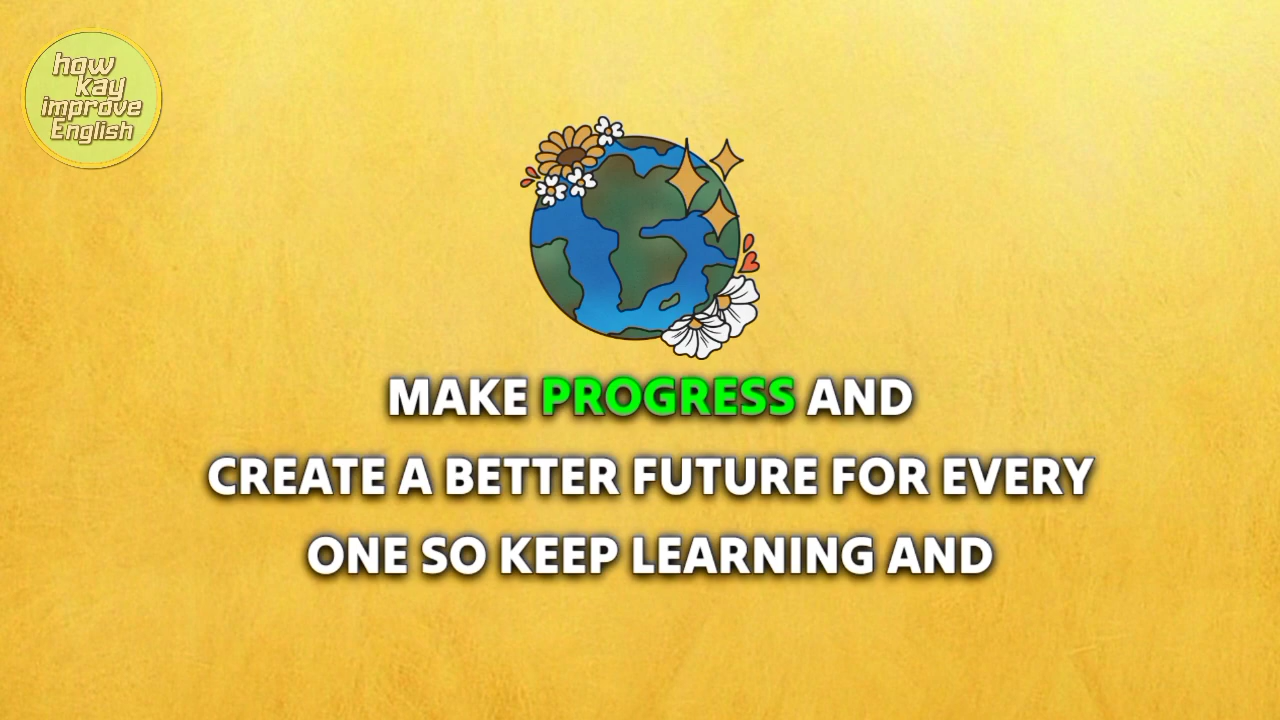 how
kay
improve
English
MAKE PROGRESS AND
CREATE A BETTER FUTURE FOR EVERY
ONE SO KEEP LEARNING AND